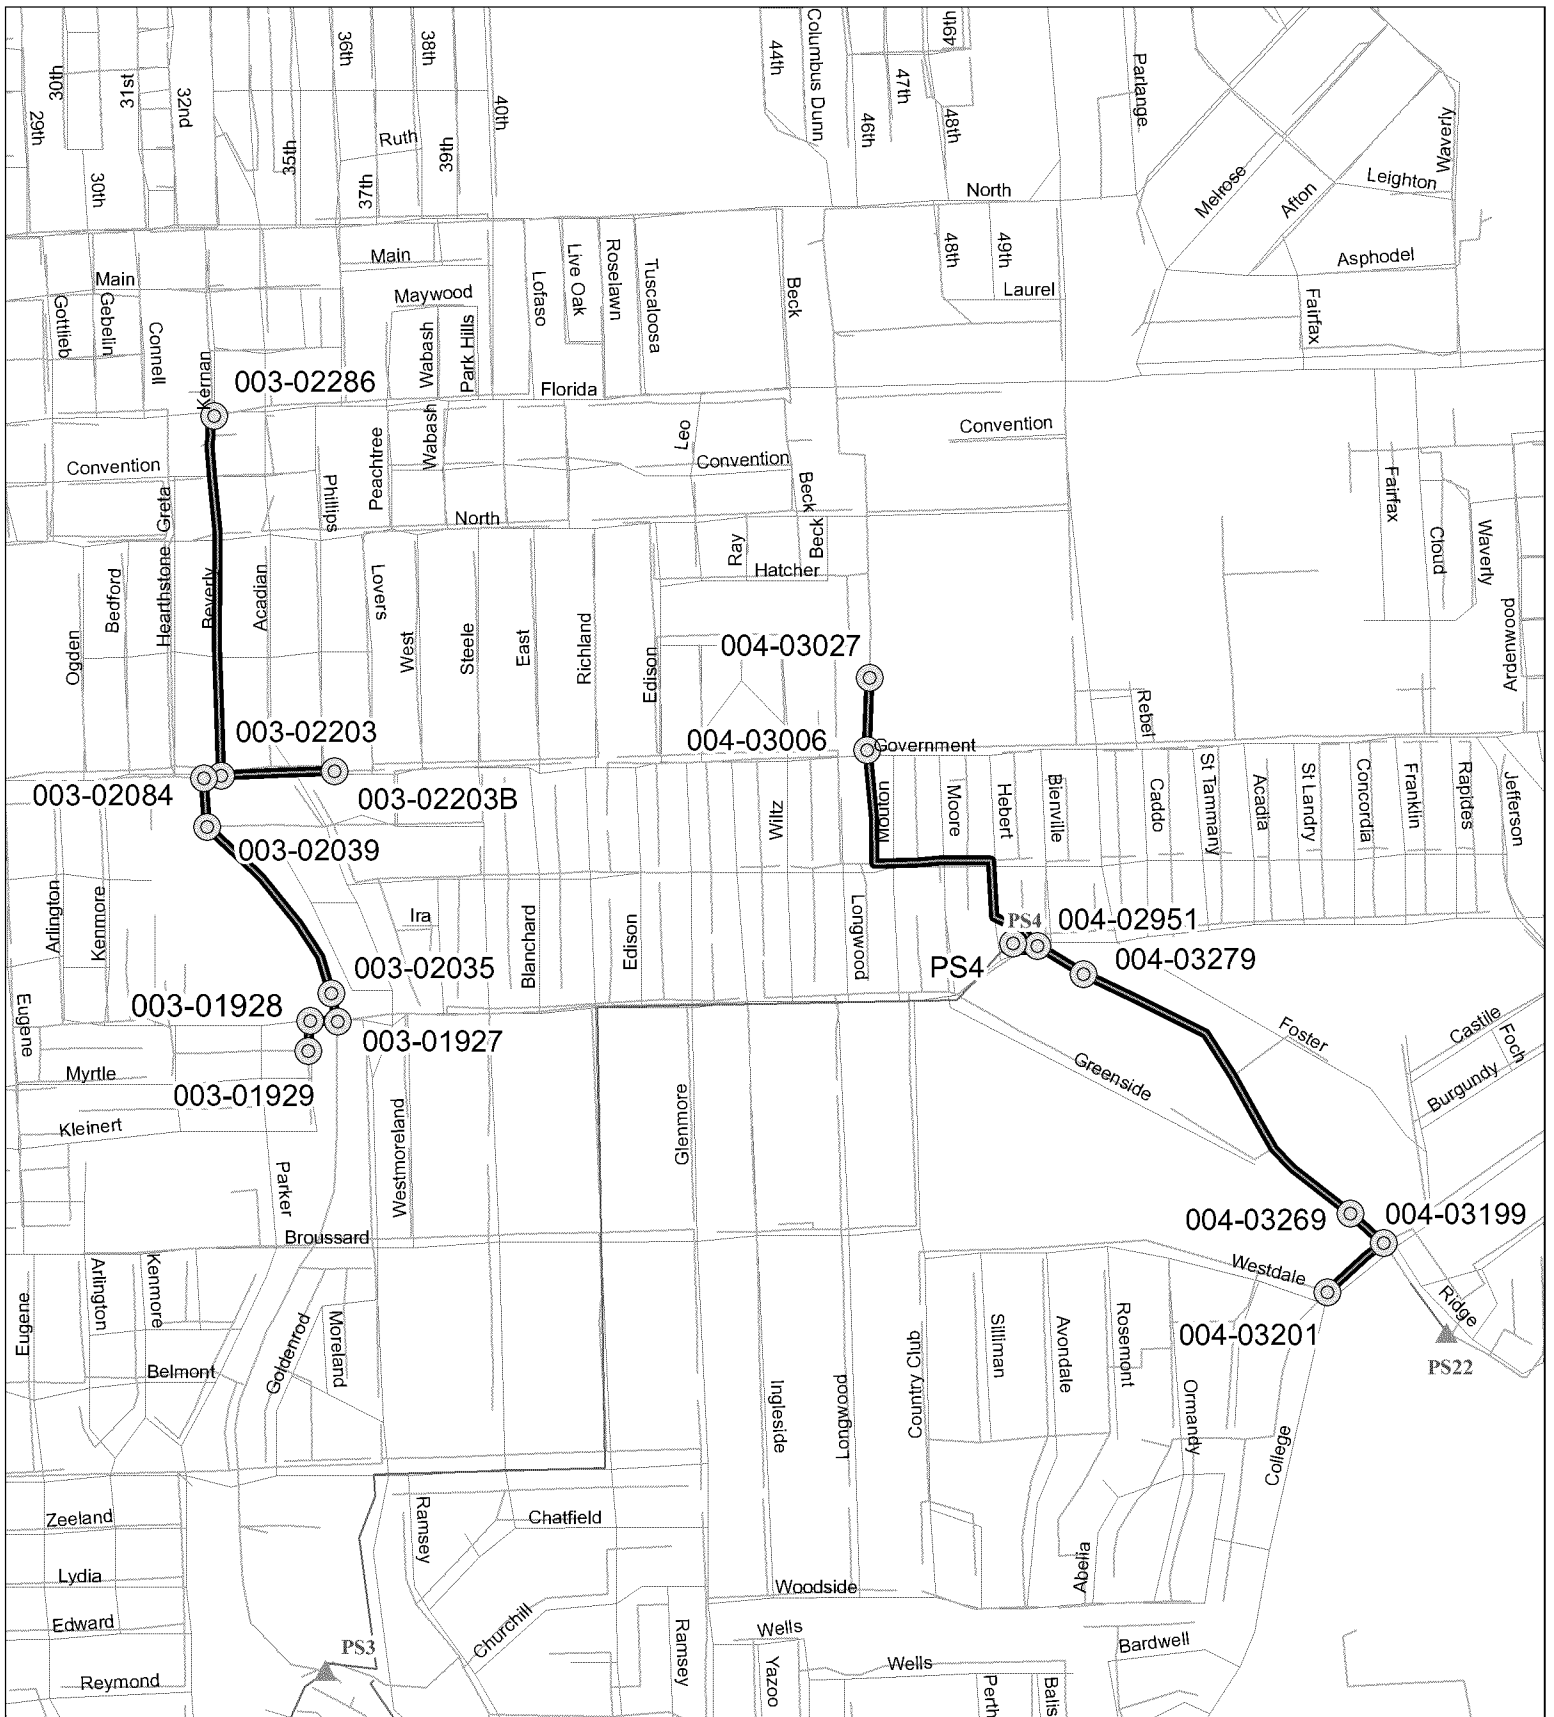 36th
38th
44th
Columbus Dunn
49th
30th
31st
32nd
40th
47th
Parlange
29th
Ruth
46th
48th
Waverly
35th
39th
30th
37th
North
Melrose
Afton
Leighton
Main
Main
Live Oak
Roselawn
Tuscaloosa
48th
49th
Asphodel
Lofaso
Beck
Laurel
Maywood
Fairfax
Gottlieb
Gebelin
Connell
Wabash
Park Hills
Kernan
003-02286
Florida
Wabash
Leo
Convention
Peachtree
Convention
Convention
Greta
Phillips
North
Beck
Beck
Fairfax
Cloud
Waverly
Ray
Hatcher
Bedford
Hearthstone
Beverly
Acadian
Lovers
Ogden
West
Steele
East
Richland
Edison
004-03027
Ardenwood
Rebel
003-02203
004-03006
Government
003-02084
003-02203B
Wiltz
Mouton
Moore
Hebert
Bienville
Caddo
St Tammany
Acadia
St Landry
Concordia
Franklin
Rapides
Jefferson
003-02039
Arlington
Kenmore
Ira
Blanchard
Edison
Longwood
PS4
004-02951
003-02035
PS4
004-03279
003-01928
Eugene
003-01927
Foster
Castile
Foch
Myrtle
Greenside
Burgundy
003-01929
Kleinert
Westmoreland
Glenmore
Parker
004-03269
004-03199
Broussard
Arlington
Kenmore
Westdale
Ridge
Eugene
Goldenrod
Moreland
Country Club
Silliman
Avondale
Rosemont
004-03201
PS22
Belmont
Ingleside
Longwood
Ormandy
College
Zeeland
Ramsey
Chatfield
Lydia
Abelia
Woodside
Edward
Churchill
Ramsey
Wells
Bardwell
PS3
Wells
Reymond
Yazoo
Perth
Balis